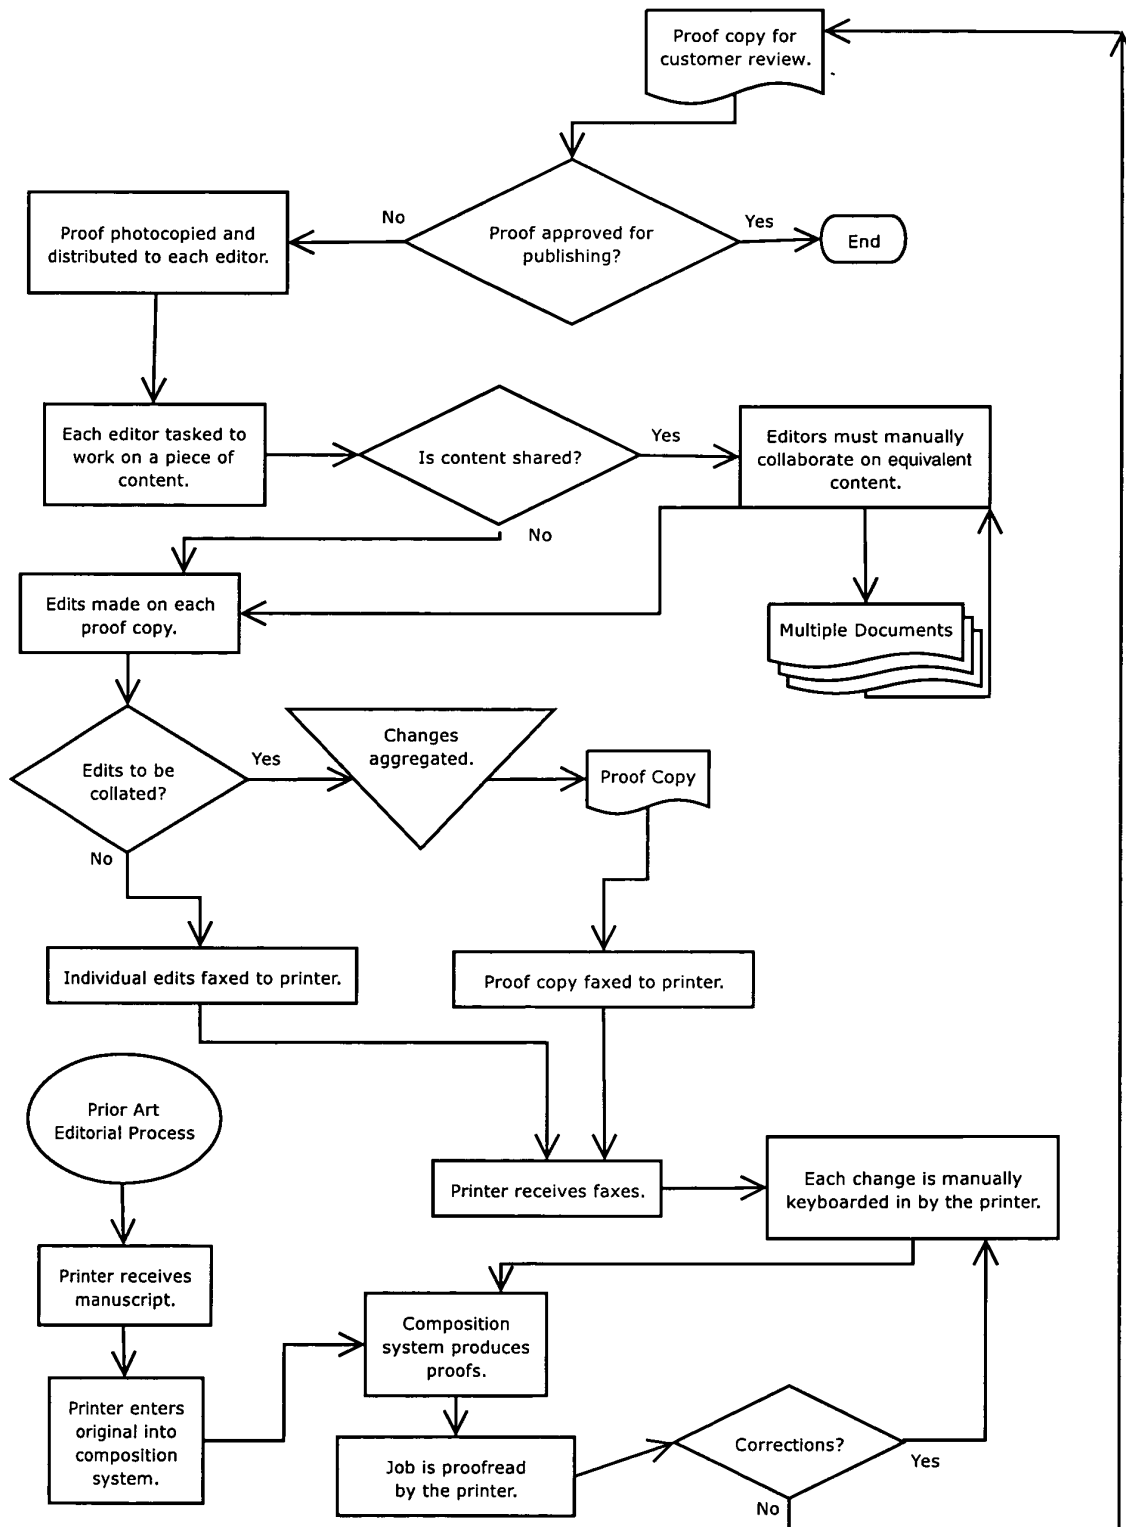 Proof copy for
customer review.
No
Yes
Proof photocopied and
distributed to each editor.
Proof approved for
publishing?
End
Each editor tasked to
work on a piece of
content.
Is content shared?
Yes
Editors must manually
collaborate on equivalent
content.
No
Edits made on each
proof copy.
Multiple Documents
Edits to be
collated?
Yes
Changes
aggregated.
Proof Copy
No
Individual edits faxed to printer.
Proof copy faxed to printer.
Prior Art
Editorial Process
Printer receives faxes.
Each change is manually
keyboarded in by the printer.
Printer receives
manuscript.
Composition
system produces
proofs.
Printer enters
original into
composition
system.
Job is proofread
by the printer.
Corrections?
Yes
No